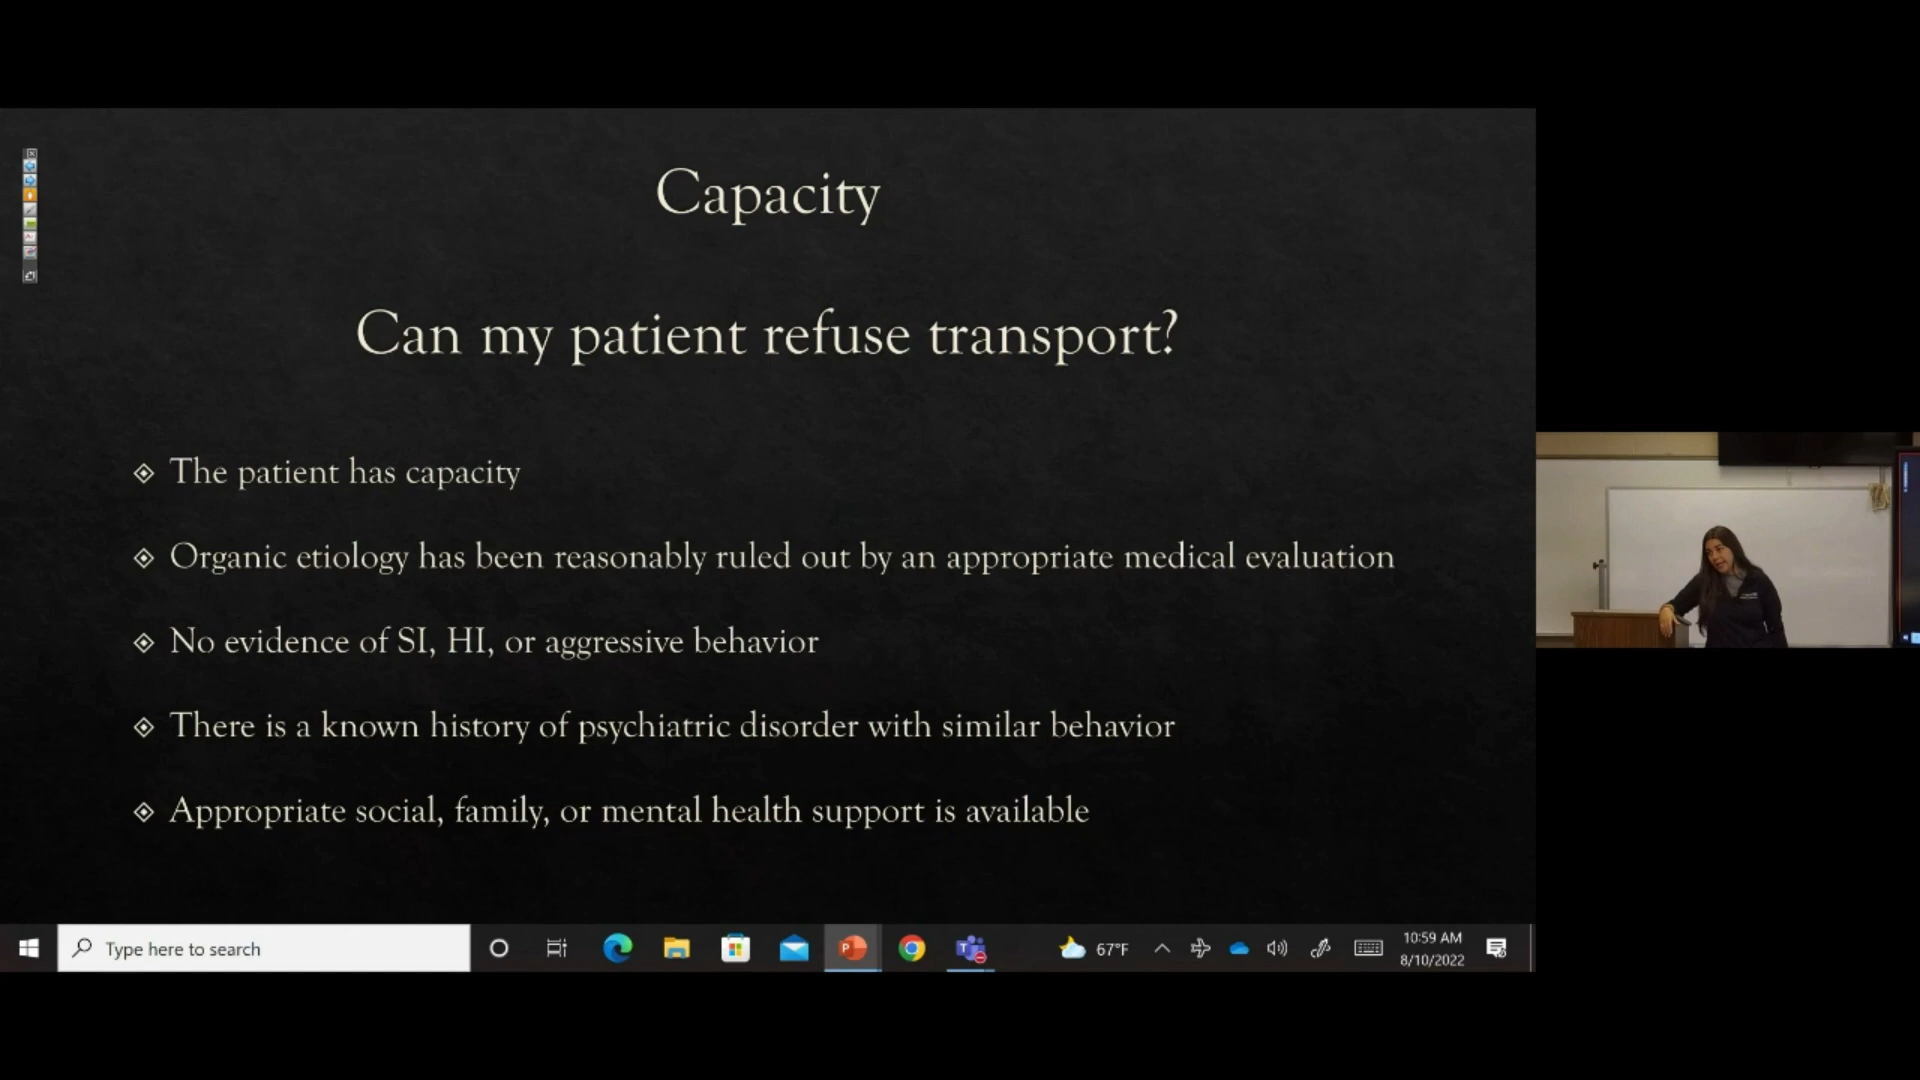 Capacity
Can my patient refuse transport?
The patient has capacity
Organic etiology has been reasonably ruled out by an appropriate medical evaluation
No evidence of SI, HI, or aggressive behavior
There is a known history of psychiatric disorder with similar behavior
Appropriate social, family, or mental health support is available
Type here to search
67°F
10:59 AM
8/10/2022